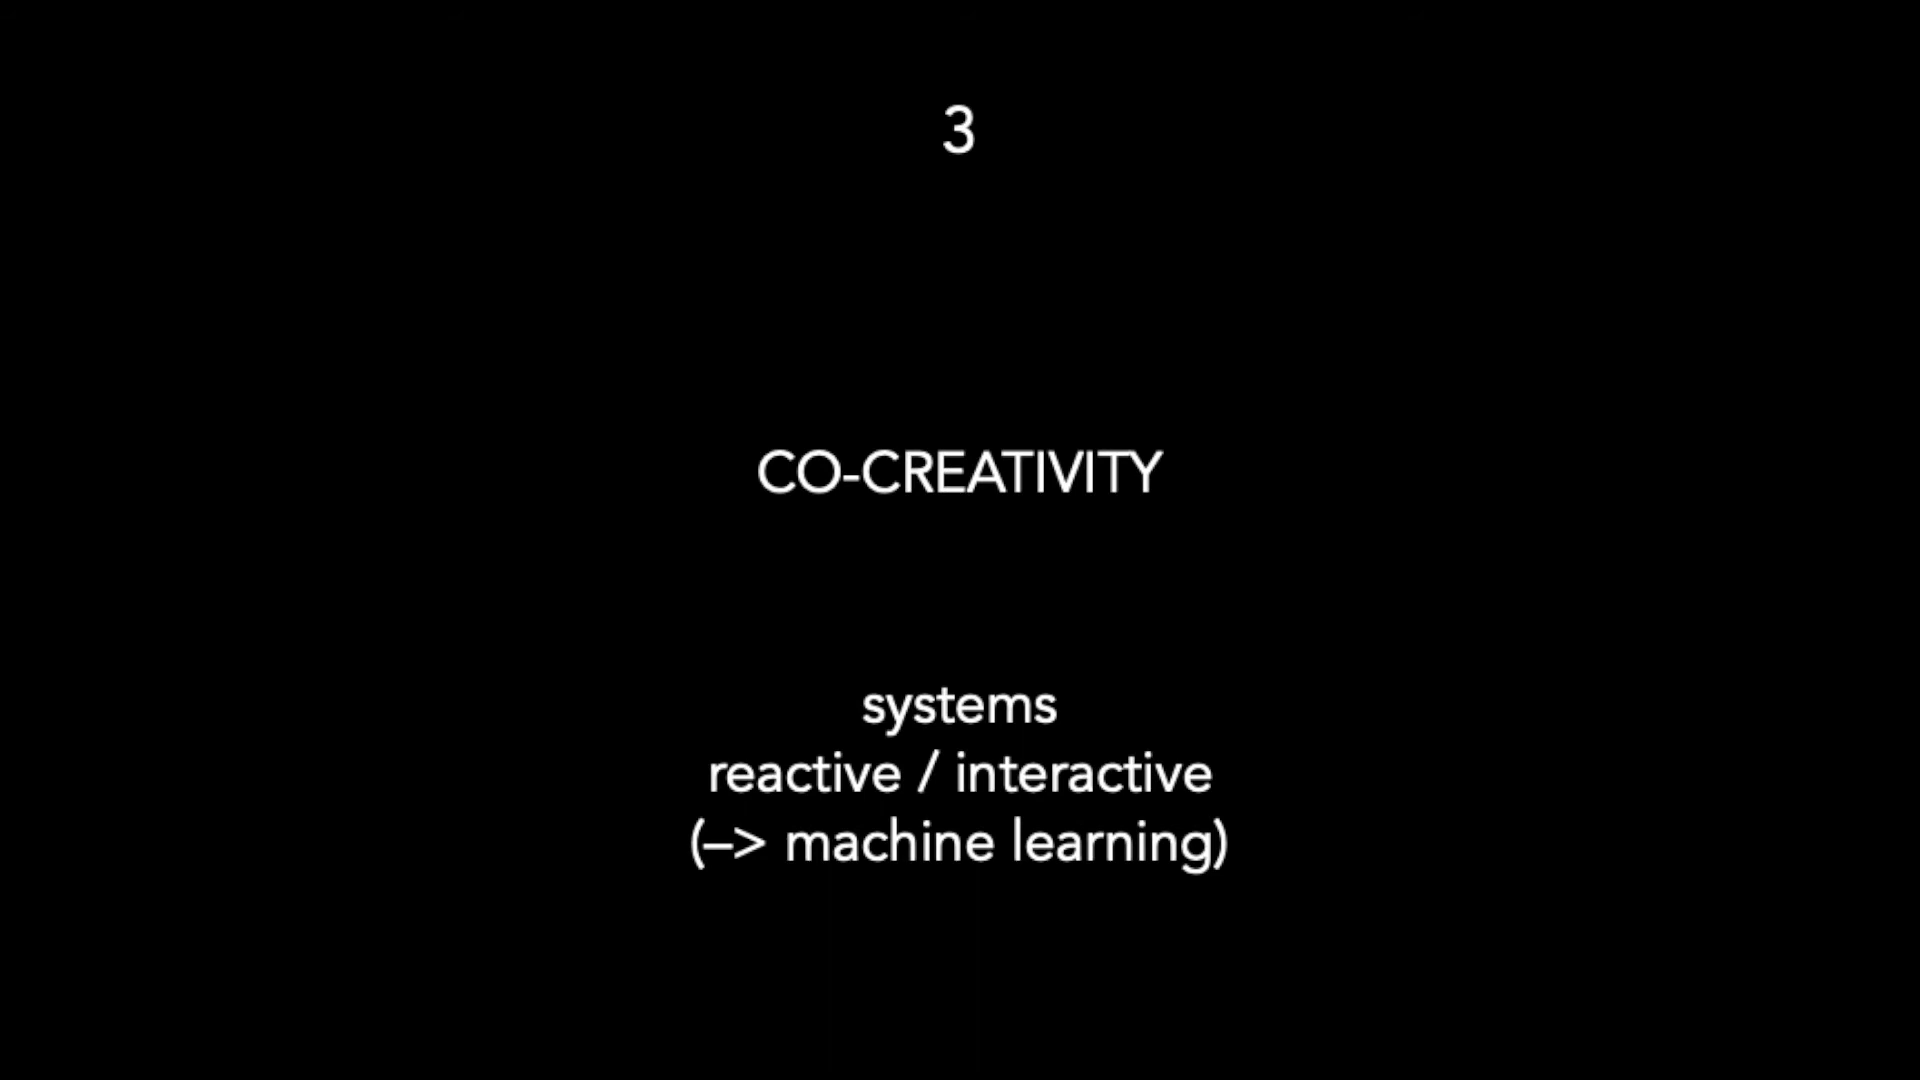 3
CO-CREATIVITY
systems
reactive / interactive
(–> machine learning)